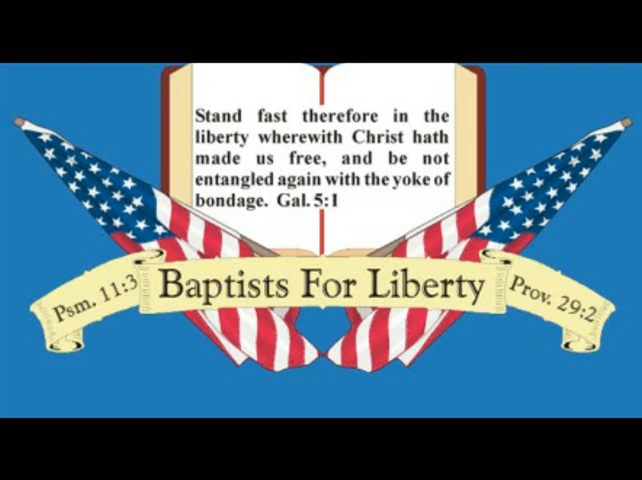 Stand fast therefore in the
liberty wherewith Christ hath
made us free, and be not
entangled again with the yoke of
bondage. Gal. 5:1
Psm. 11:3
Baptists For Liberty
Prov. 29:2